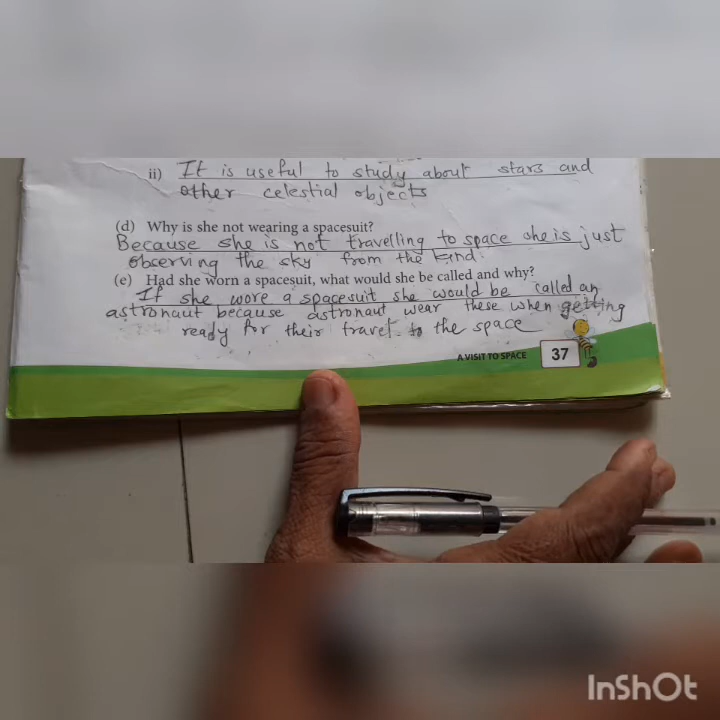 ii) It is useful to study about stars and
other celestial objects
(d) Why is she not wearing a spacesuit?
Because she is not travelling to space she is just
observing the sky from the land.
(e) Had she worn a spacesuit, what would she be called and why?
If she wore a spacesuit she would be called an
astronaut because astronaut wear these when getting
ready for their travel to the space
A VISIT TO SPACE 37
InShOt